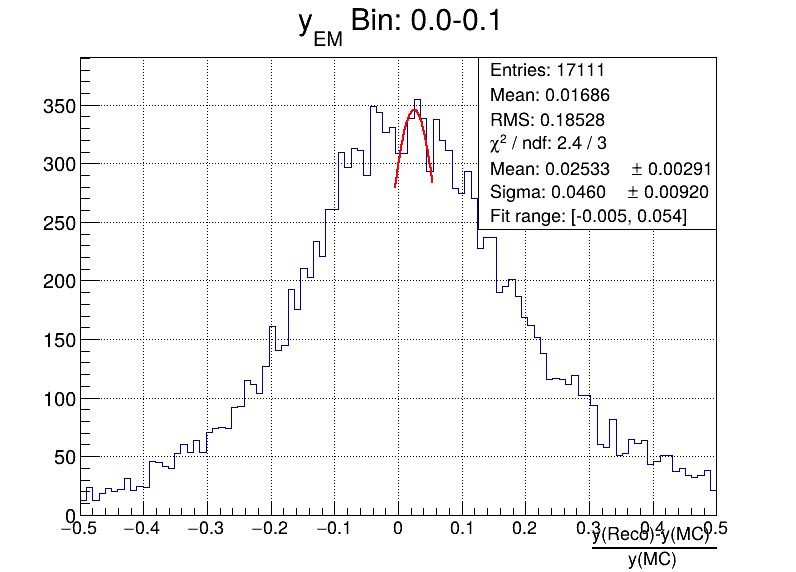 y_EM Bin: 0.0-0.1
Entries: 17111
Mean: 0.01686
RMS: 0.18528
χ² / ndf: 2.4 / 3
Mean: 0.02533 ± 0.00291
Sigma: 0.0460 ± 0.00920
Fit range: [-0.005, 0.054]
350
300
250
200
150
100
50
0
−0.5 −0.4 −0.3 −0.2 −0.1 0 0.1 0.2 0.3 0.4 0.5
y(Reco)-y(MC)
y(MC)